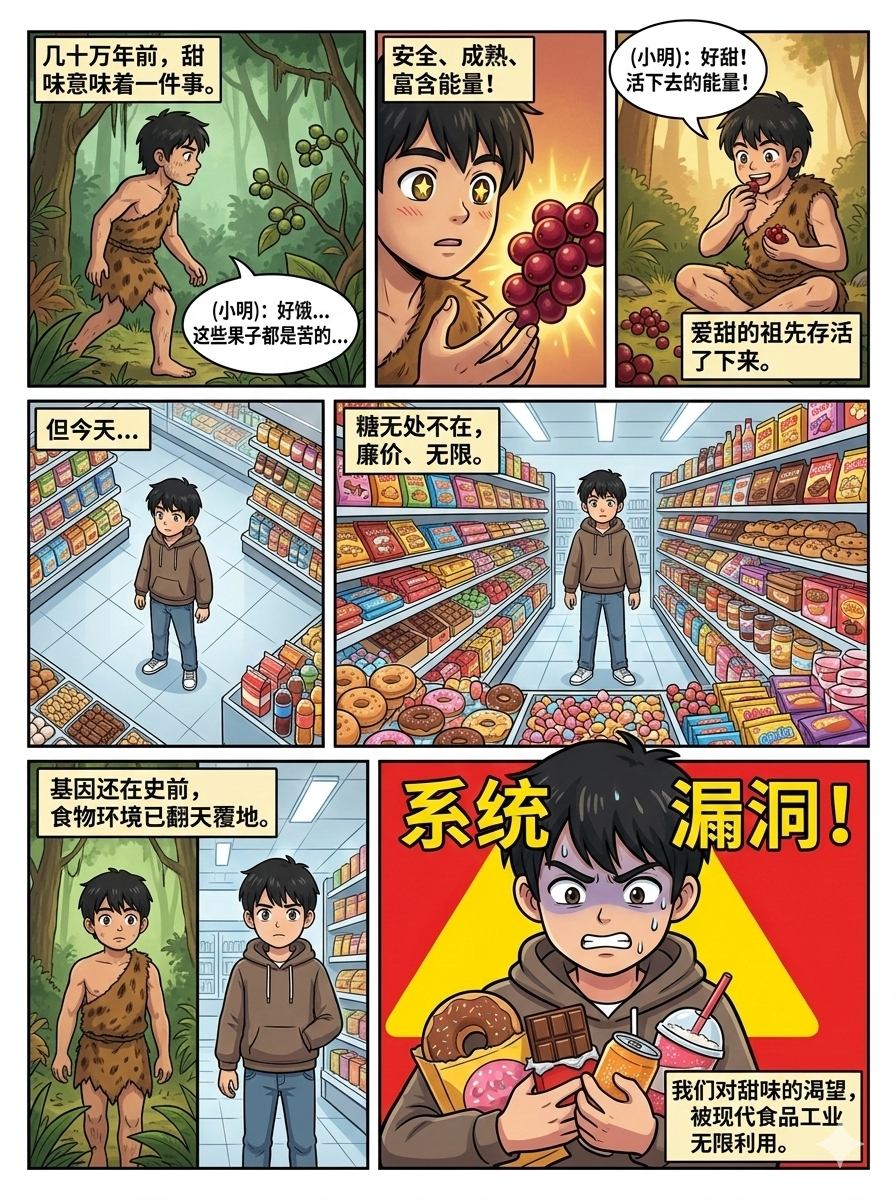 几十万年前，甜
味意味着一件事。
(小明)：好饿...
这些果子都是苦的...
安全、成熟、
富含能量！
(小明)：好甜！
活下去的能量！
爱甜的祖先存活
了下来。
但今天...
糖无处不在，
廉价、无限。
基因还在史前，
食物环境已翻天覆地。
系统 漏洞！
我们对甜味的渴望，
被现代食品工业
无限利用。